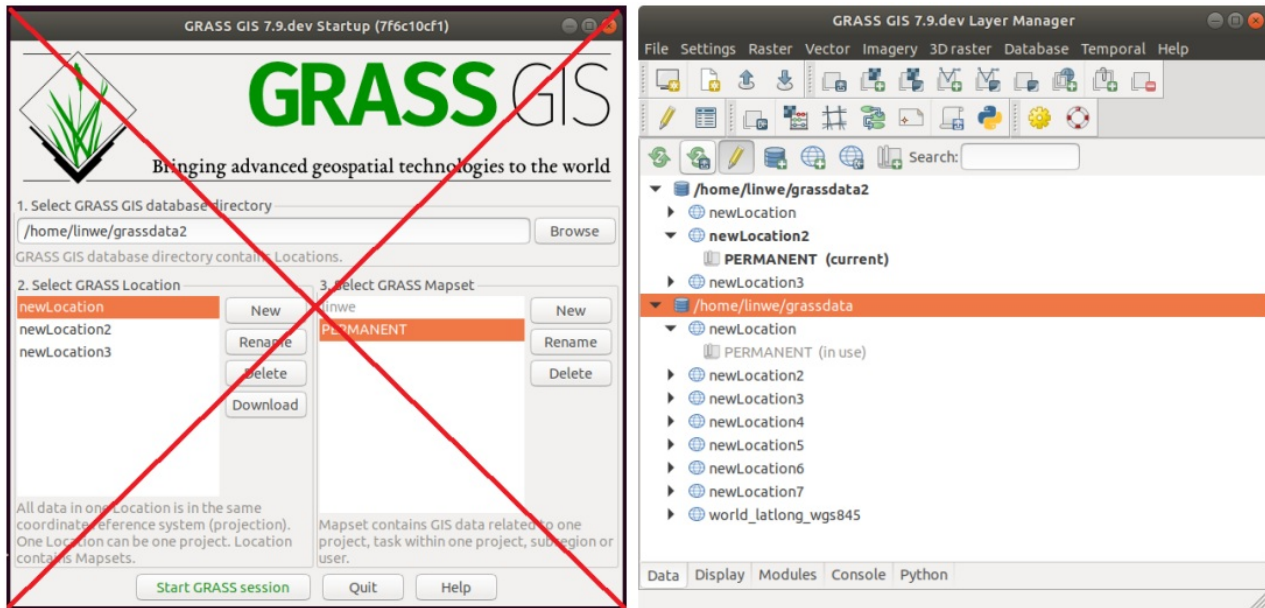 GRASS GIS 7.9.dev Startup (7f6c10cf1)
GRASS GIS
Bringing advanced geospatial technologies to the world
1. Select GRASS GIS database directory
/home/linwe/grassdata2
Browse
GRASS GIS database directory contains Locations.
2. Select GRASS Location
newLocation
newLocation2
newLocation3
New
Rename
Delete
Download
All data in one Location is in the same
coordinate reference system (projection).
One Location can be one project. Location
contains Mapsets.
3. Select GRASS Mapset
linwe
PERMANENT
New
Rename
Delete
Mapset contains GIS data related to one
project, task within one project, subregion or
user.
Start GRASS session
Quit
Help
GRASS GIS 7.9.dev Layer Manager
File Settings Raster Vector Imagery 3D raster Database Temporal Help
Search:
/home/linwe/grassdata2
newLocation
newLocation2
PERMANENT (current)
newLocation3
/home/linwe/grassdata
newLocation
PERMANENT (in use)
newLocation2
newLocation3
newLocation4
newLocation5
newLocation6
newLocation7
world_latlong_wgs845
Data Display Modules Console Python